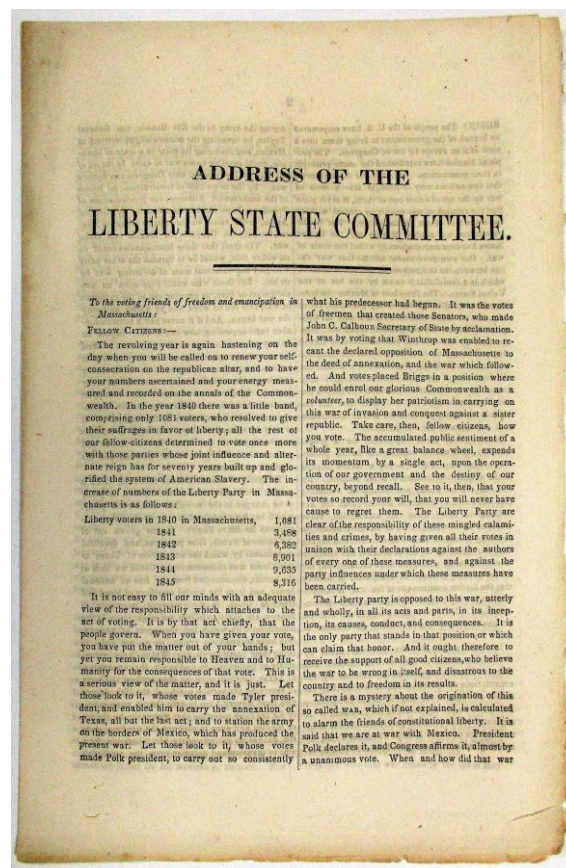 ADDRESS OF THE
LIBERTY STATE COMMITTEE.
To the voting friends of freedom and emancipation in
Massachusetts:
FELLOW CITIZENS:—
The revolving year is again hastening on the
day when you will be called on to renew your self-
consecration on the republican altar, and to have
your numbers ascertained and your energy meas-
ured and recorded on the annals of the Common-
wealth. In the year 1840 there was a little band,
comprising only 1081 voters, who resolved to give
their suffrages in favor of liberty; all the rest of
our fellow-citizens determined to vote once more
with those parties whose joint influence and alter-
nate reign has for seventy years built up and glo-
rified the system of American Slavery. The in-
crease of numbers of the Liberty Party in Massa-
chusetts is as follows:
Liberty voters in 1840 in Massachusetts, 1,081
1841 3,488
1842 6,382
1843 8,901
1844 9,635
1845 8,316
It is not easy to fill our minds with an adequate
view of the responsibility which attaches to the
act of voting. It is by that act chiefly, that the
people govern. When you have given your vote,
you have put the matter out of your hands; but
yet you remain responsible to Heaven and to Hu-
manity for the consequences of that vote. This is
a serious view of the matter, and it is just. Let
those look to it, whose votes made Tyler presi-
dent, and enabled him to carry the annexation of
Texas, all but the last act; and to station the army
on the borders of Mexico, which has produced the
present war. Let those look to it, whose votes
made Polk president, to carry out so consistently
what his predecessor had begun. It was the votes
of freemen that created those Senators, who made
John C. Calhoun Secretary of State by acclamation.
It was by voting that Winthrop was enabled to re-
cant the declared opposition of Massachusetts to
the deed of annexation, and the war which follow-
ed. And votes placed Briggs in a position where
he could enrol our glorious Commonwealth as a
volunteer, to display her patriotism in carrying on
this war of invasion and conquest against a sister
republic. Take care, then, fellow citizens, how
you vote. The accumulated public sentiment of a
whole year, like a great balance wheel, expends
its momentum by a single act, upon the opera-
tion of our government and the destiny of our
country, beyond recall. See to it, then, that your
votes so record your will, that you will never have
cause to regret them. The Liberty Party are
clear of the responsibility of these mingled calami-
ties and crimes, by having given all their votes in
unison with their declarations against the authors
of every one of these measures, and against the
party influences under which these measures have
been carried.
The Liberty party is opposed to this war, utterly
and wholly, in all its acts and parts, in its incep-
tion, its causes, conduct, and consequences. It is
the only party that stands in that position or which
can claim that honor. And it ought therefore to
receive the support of all good citizens, who believe
the war to be wrong in itself, and disastrous to the
country and to freedom in its results.
There is a mystery about the origination of this
so called war, which if not explained, is calculated
to alarm the friends of constitutional liberty. It is
said that we are at war with Mexico. President
Polk declares it, and Congress affirms it, almost by
a unanimous vote. When and how did that war